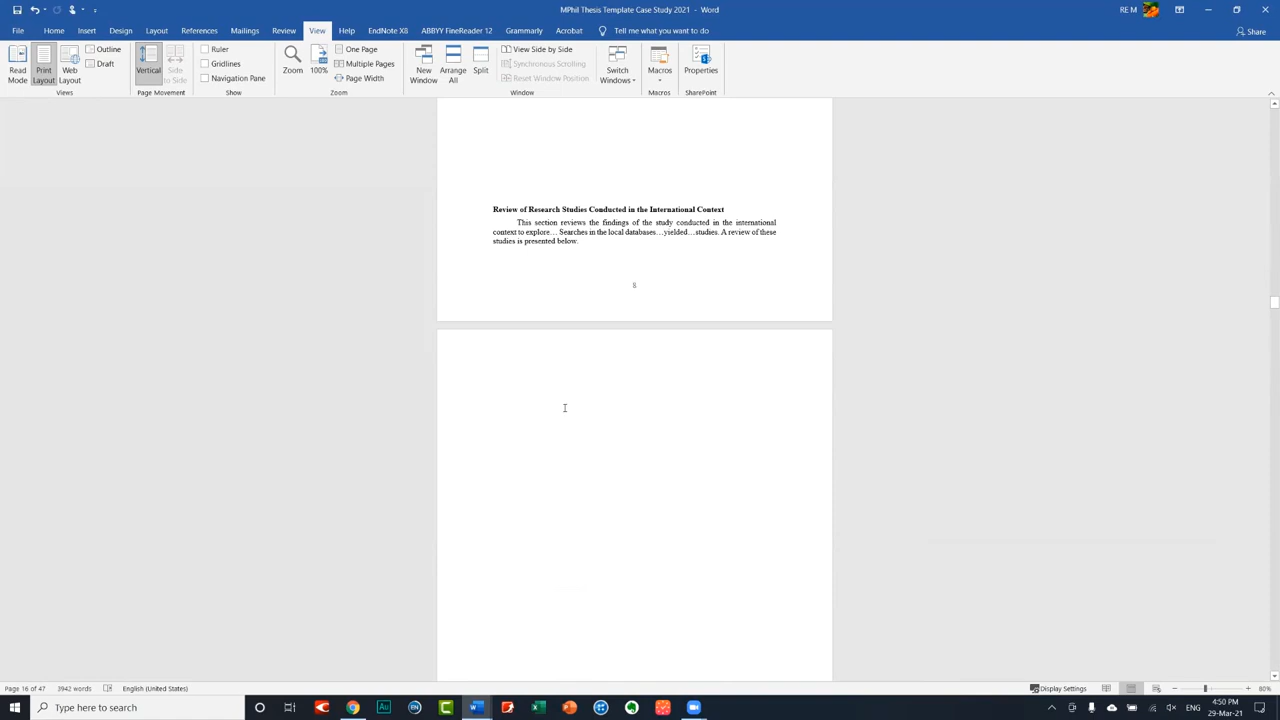 MPhil Thesis Template Case Study 2021 - Word
RE M
File Home Insert Design Layout References Mailings Review View Help EndNote X8 ABBYY FineReader 12 Grammarly Acrobat Tell me what you want to do
Share
Read Mode
Print Layout
Web Layout
Outline
Draft
Views
Vertical
Side to Side
Page Movement
Ruler
Gridlines
Navigation Pane
Show
Zoom
100%
One Page
Multiple Pages
Page Width
Zoom
New Window
Arrange All
Split
View Side by Side
Synchronous Scrolling
Reset Window Position
Window
Switch Windows
Macros
Macros
Properties
SharePoint
Review of Research Studies Conducted in the International Context
This section reviews the findings of the study conducted in the international
context to explore… Searches in the local databases…yielded…studies. A review of these
studies is presented below.
8
Page 16 of 47 3942 words English (United States)
Display Settings
80%
Type here to search
ENG
4:50 PM
29-Mar-21